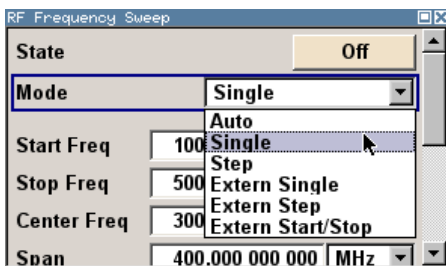 RF Frequency Sweep
State Off
Mode Single
Auto
Start Freq 100 Single
Step
Stop Freq 500 Extern Single
Extern Step
Center Freq 300 Extern Start/Stop
Span 400.000 000 000 MHz